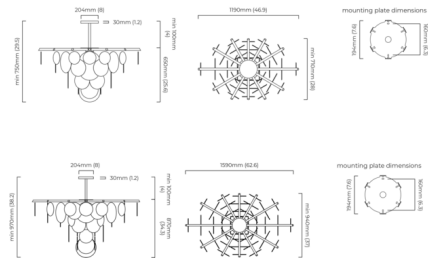 204mm (8)
30mm (1.2)
min 100mm (4)
min 750mm (29.5)
650mm (25.6)
1190mm (46.9)
min 710mm (28)
mounting plate dimensions
194mm (7.6)
160mm (6.3)
204mm (8)
30mm (1.2)
min 100mm (4)
min 970mm (38.2)
870mm (34.3)
1590mm (62.6)
min 940mm (37)
mounting plate dimensions
194mm (7.6)
160mm (6.3)